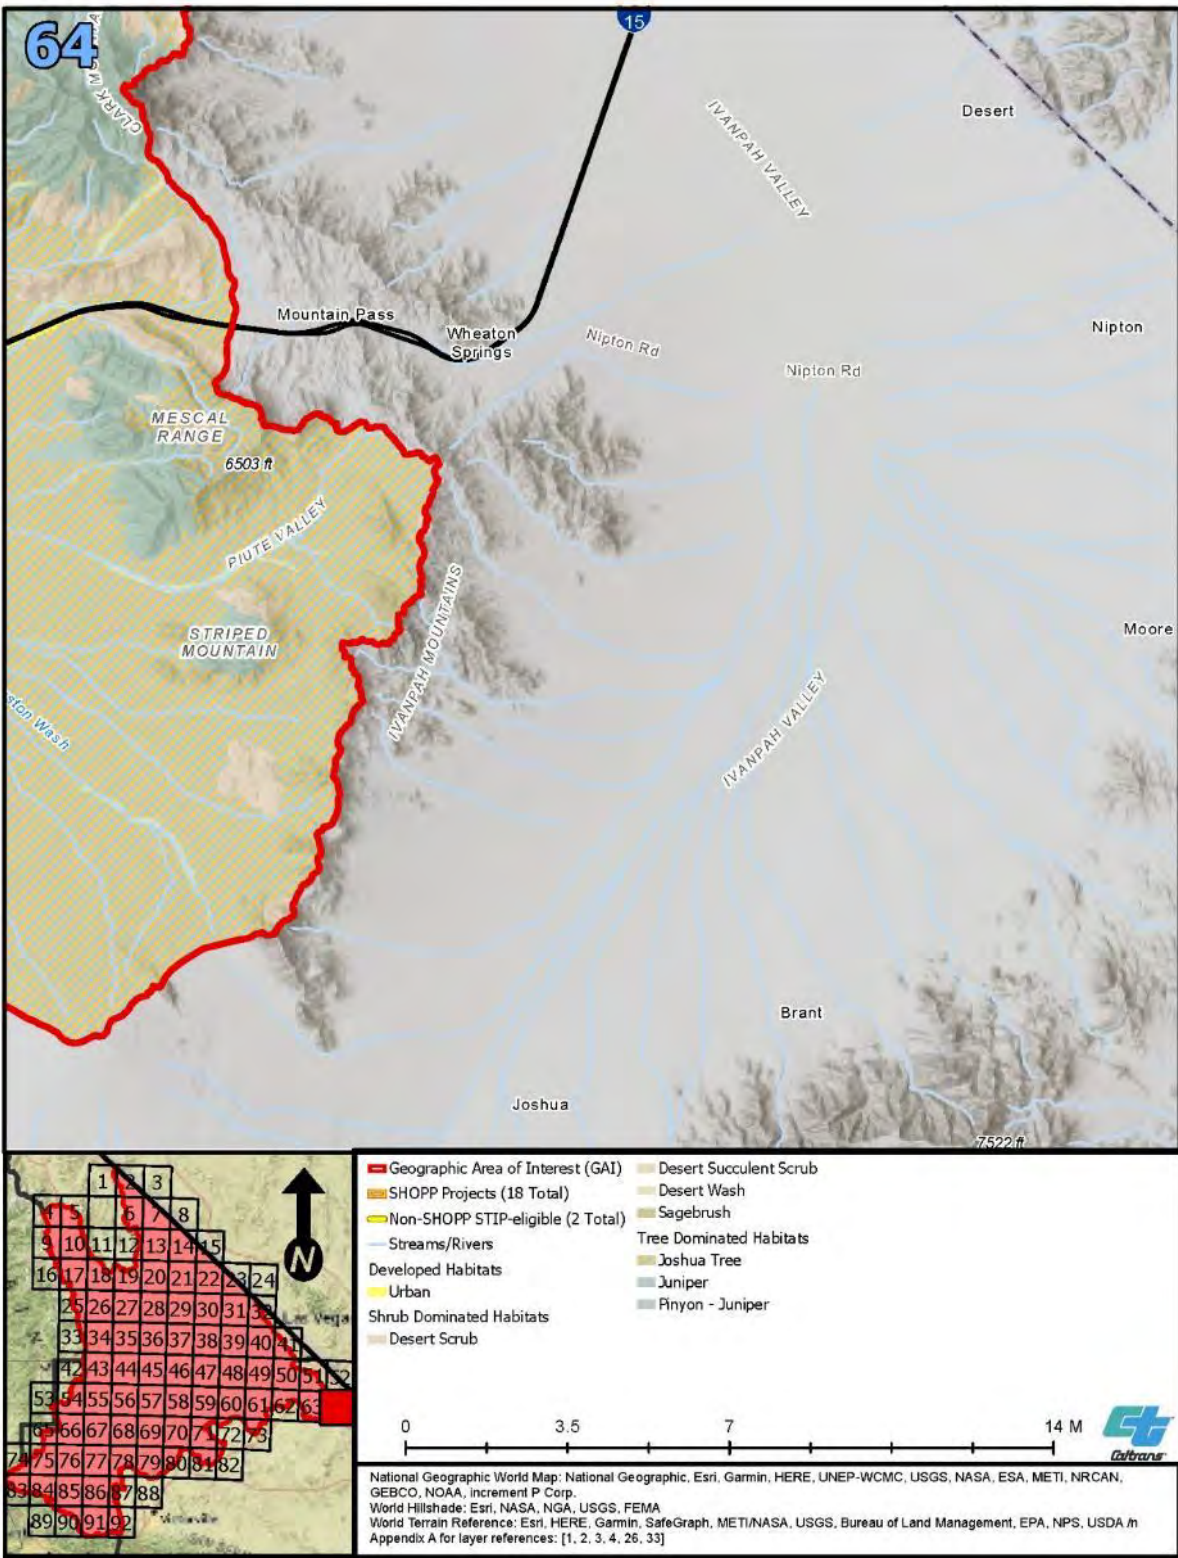 64
15
CLARK
IVANPAH VALLEY
Desert
Mountain Pass
Wheaton
Springs
Nipton Rd
Nipton
Nipton Rd
MESCAL
RANGE
6503 ft
PIUTE VALLEY
STRIPED
MOUNTAIN
IVANPAH MOUNTAINS
Moore
IVANPAH VALLEY
Wash
Brant
Joshua
7522 ft
1 2 3
4 5 6 7 8
9 10 11 12 13 14 15
16 17 18 19 20 21 22 23 24
25 26 27 28 29 30 31 32
Las Vega
33 34 35 36 37 38 39 40 41
42 43 44 45 46 47 48 49 50 51 52
53 54 55 56 57 58 59 60 61 62 63
65 66 67 68 69 70 71 72 73
74 75 76 77 78 79 80 81 82
83 84 85 86 87 88
89 90 91 92
N
Geographic Area of Interest (GAI)
SHOPP Projects (18 Total)
Non-SHOPP STIP-eligible (2 Total)
Streams/Rivers
Developed Habitats
Urban
Shrub Dominated Habitats
Desert Scrub
Desert Succulent Scrub
Desert Wash
Sagebrush
Tree Dominated Habitats
Joshua Tree
Juniper
Pinyon - Juniper
0 3.5 7 14 M
Caltrans
National Geographic World Map: National Geographic, Esri, Garmin, HERE, UNEP-WCMC, USGS, NASA, ESA, METI, NRCAN,
GEBCO, NOAA, increment P Corp.
World Hillshade: Esri, NASA, NGA, USGS, FEMA
World Terrain Reference: Esri, HERE, Garmin, SafeGraph, METI/NASA, USGS, Bureau of Land Management, EPA, NPS, USDA /n
Appendix A for layer references: [1, 2, 3, 4, 26, 33]